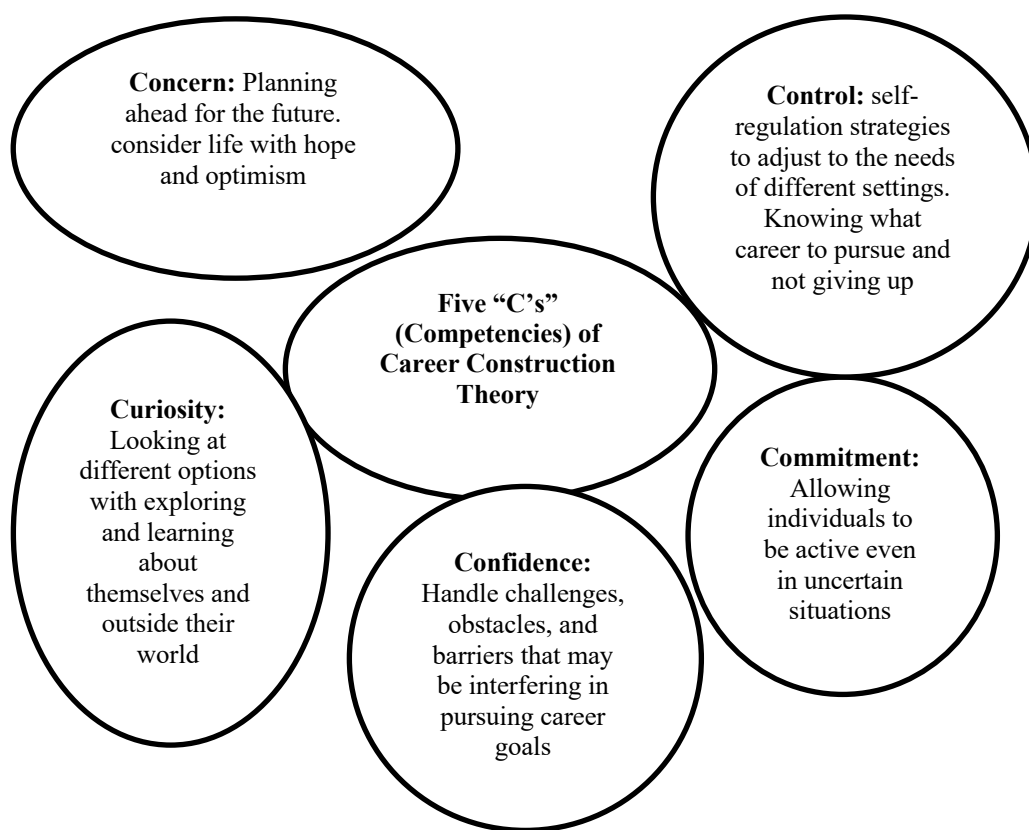 Concern: Planning
ahead for the future.
consider life with hope
and optimism
Control: self-
regulation strategies
to adjust to the needs
of different settings.
Knowing what
career to pursue and
not giving up
Five “C’s”
(Competencies) of
Career Construction
Theory
Curiosity:
Looking at
different options
with exploring
and learning
about
themselves and
outside their
world
Confidence:
Handle challenges,
obstacles, and
barriers that may
be interfering in
pursuing career
goals
Commitment:
Allowing
individuals to
be active even
in uncertain
situations